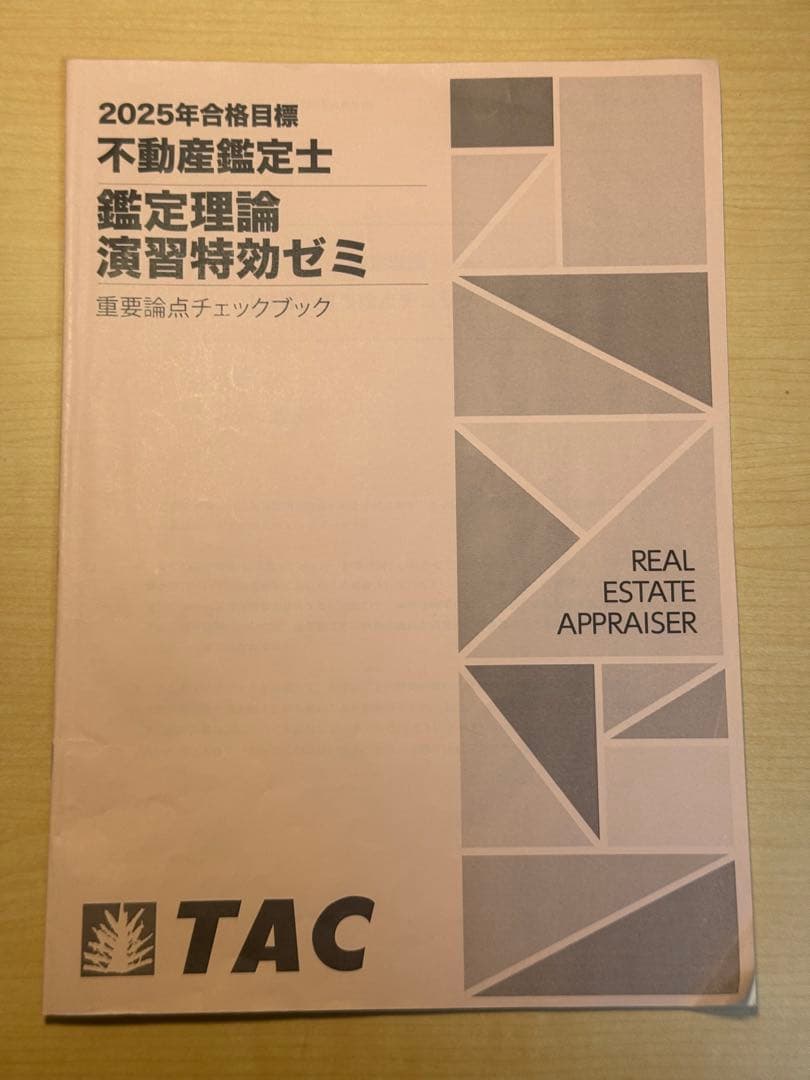 2025年合格目標
不動産鑑定士
鑑定理論
演習特効ゼミ
重要論点チェックブック
REAL
ESTATE
APPRAISER
TAC